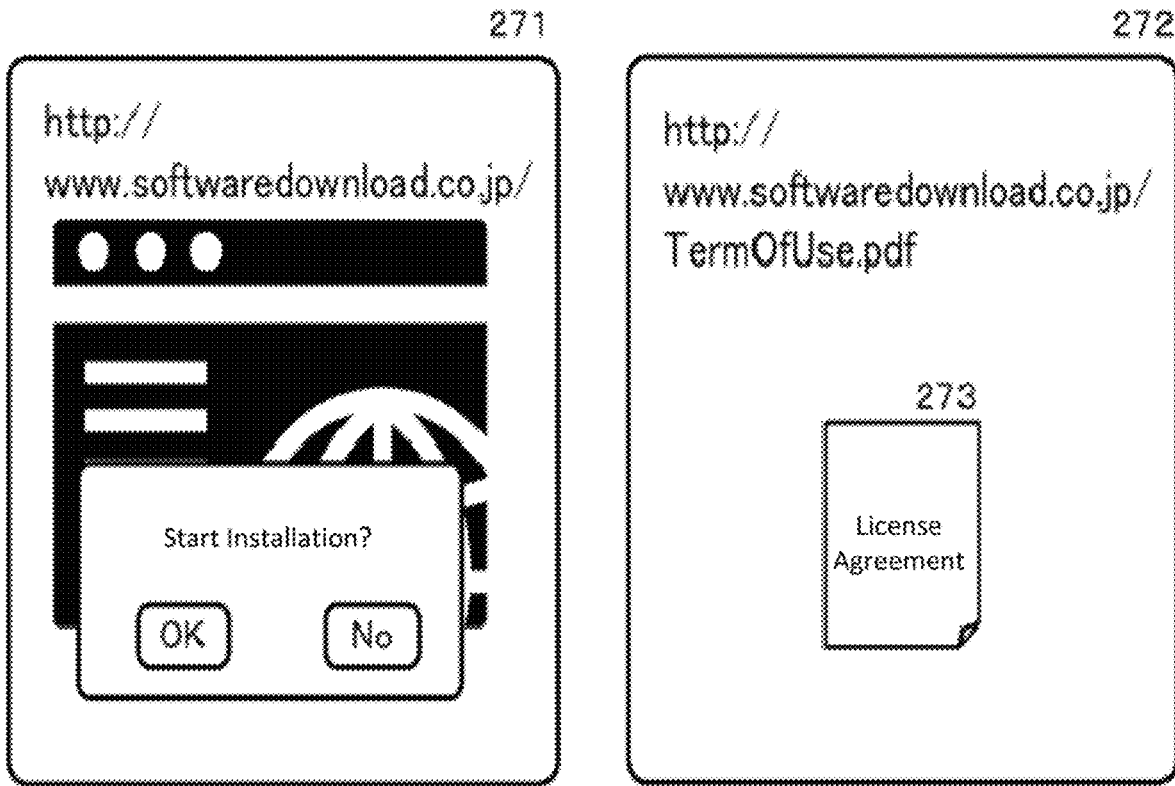 271
http://
www.softwaredownload.co.jp/
Start Installation?
OK
No
272
http://
www.softwaredownload.co.jp/
TermOfUse.pdf
273
License
Agreement